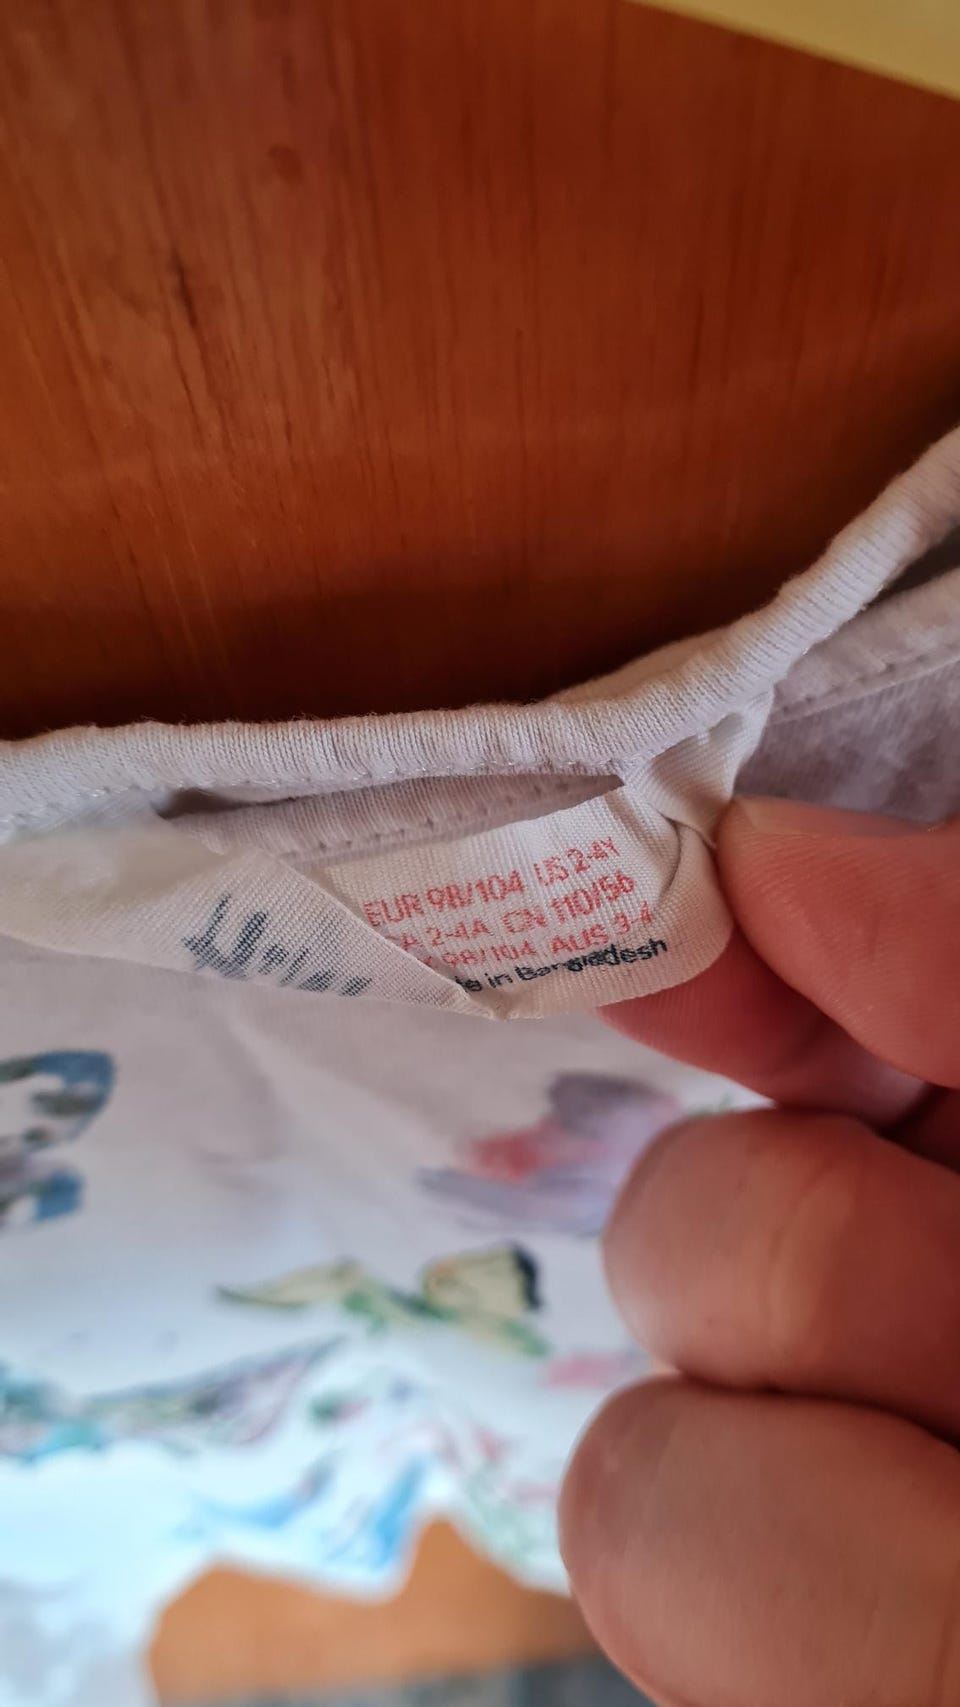 EUR 98/104 US 2-4Y
2-4A CN 110/56
98/104 AUS 3-4
in Bangladesh